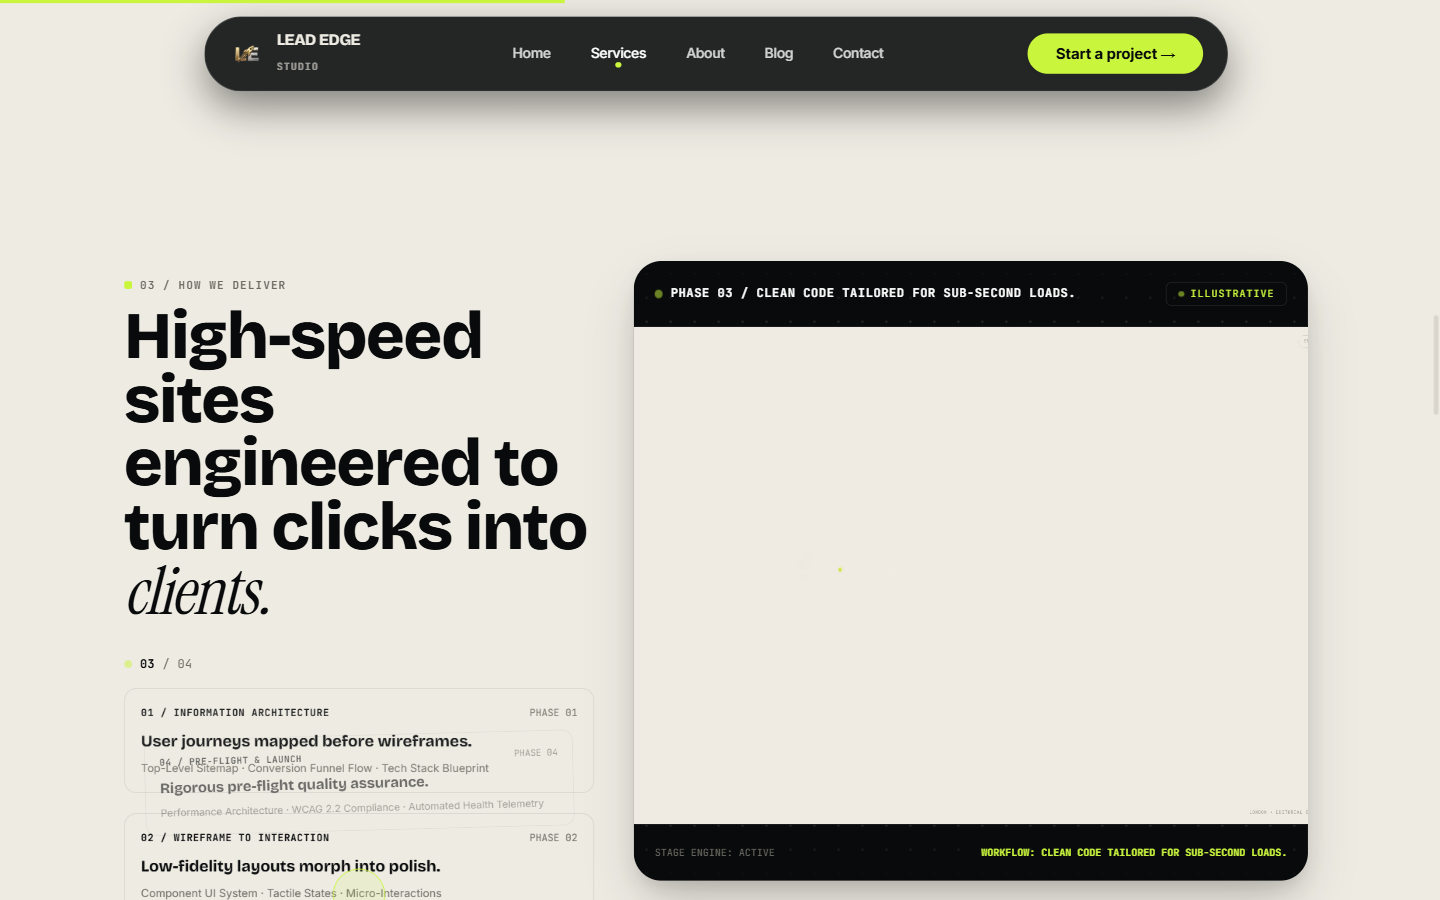 LEAD EDGE
STUDIO
Home
Services
About
Blog
Contact
Start a project →
03 / HOW WE DELIVER
High-speed
sites
engineered to
turn clicks into
clients.
03 / 04
01 / INFORMATION ARCHITECTURE
PHASE 01
User journeys mapped before wireframes.
Top-Level Sitemap · Conversion Funnel Flow · Tech Stack Blueprint
04 / PRE-FLIGHT & LAUNCH
PHASE 04
Rigorous pre-flight quality assurance.
Performance Architecture · WCAG 2.2 Compliance · Automated Health Telemetry
02 / WIREFRAME TO INTERACTION
PHASE 02
Low-fidelity layouts morph into polish.
Component UI System · Tactile States · Micro-Interactions
PHASE 03 / CLEAN CODE TAILORED FOR SUB-SECOND LOADS.
ILLUSTRATIVE
LONDON · EDITORIAL
STAGE ENGINE: ACTIVE
WORKFLOW: CLEAN CODE TAILORED FOR SUB-SECOND LOADS.